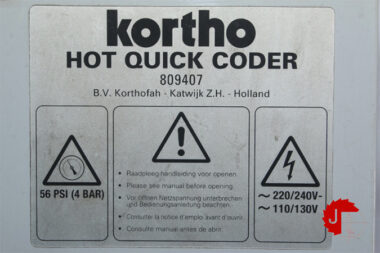 kortho
HOT QUICK CODER
809407
B.V. Korthofah - Katwijk Z.H. - Holland
56 PSI (4 BAR)
• Raadpleeg handleiding voor openen.
• Please see manual before opening.
• Vor öffnen Netzspannung unterbrechen
und Bedienungsanleitung beachten.
• Consulter la notice d'emploi avant d'ouvrir.
• Consulte manual antes de abrir.
~ 220/240V-
~ 110/130V
J